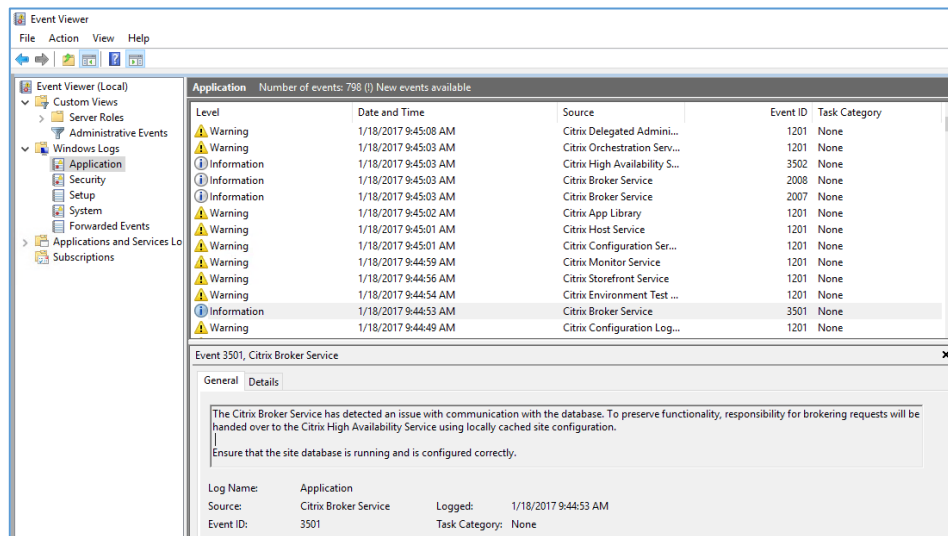 Event Viewer
File Action View Help
Event Viewer (Local)
Custom Views
Server Roles
Administrative Events
Windows Logs
Application
Security
Setup
System
Forwarded Events
Applications and Services Lo
Subscriptions
Application Number of events: 798 (!) New events available
Level Date and Time Source Event ID Task Category
Warning 1/18/2017 9:45:08 AM Citrix Delegated Admini... 1201 None
Warning 1/18/2017 9:45:03 AM Citrix Orchestration Serv... 1201 None
Information 1/18/2017 9:45:03 AM Citrix High Availability S... 3502 None
Information 1/18/2017 9:45:03 AM Citrix Broker Service 2008 None
Information 1/18/2017 9:45:03 AM Citrix Broker Service 2007 None
Warning 1/18/2017 9:45:02 AM Citrix App Library 1201 None
Warning 1/18/2017 9:45:01 AM Citrix Host Service 1201 None
Warning 1/18/2017 9:45:01 AM Citrix Configuration Ser... 1201 None
Warning 1/18/2017 9:44:59 AM Citrix Monitor Service 1201 None
Warning 1/18/2017 9:44:56 AM Citrix Storefront Service 1201 None
Warning 1/18/2017 9:44:54 AM Citrix Environment Test ... 1201 None
Information 1/18/2017 9:44:53 AM Citrix Broker Service 3501 None
Warning 1/18/2017 9:44:49 AM Citrix Configuration Log... 1201 None
Event 3501, Citrix Broker Service
General Details
The Citrix Broker Service has detected an issue with communication with the database. To preserve functionality, responsibility for brokering requests will be
handed over to the Citrix High Availability Service using locally cached site configuration.
Ensure that the site database is running and is configured correctly.
Log Name: Application
Source: Citrix Broker Service Logged: 1/18/2017 9:44:53 AM
Event ID: 3501 Task Category: None